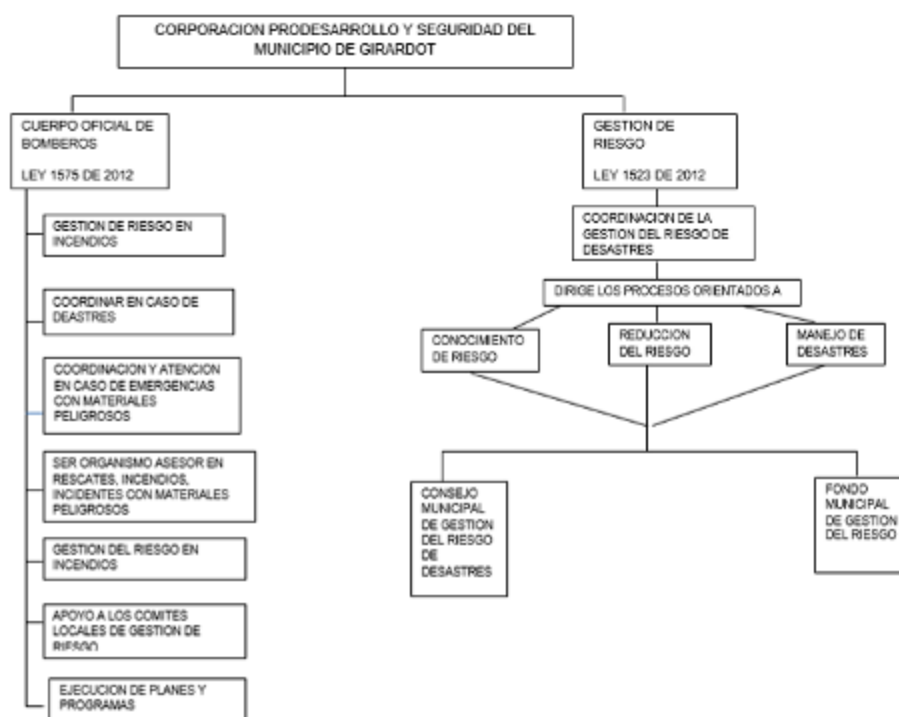 CORPORACION PRODESARROLLO Y SEGURIDAD DEL
MUNICIPIO DE GIRARDOT
CUERPO OFICIAL DE
BOMBEROS
LEY 1575 DE 2012
GESTION DE RIESGO EN
INCENDIOS
COORDINAR EN CASO DE
DEASTRES
COORDINACION Y ATENCION
EN CASO DE EMERGENCIAS
CON MATERIALES
PELIGROSOS
SER ORGANISMO ASESOR EN
RESCATES, INCENDIOS,
INCIDENTES CON MATERIALES
PELIGROSOS
GESTION DEL RIESGO EN
INCENDIOS
APOYO A LOS COMITES
LOCALES DE GESTION DE
RIESGO
EJECUCION DE PLANES Y
PROGRAMAS
GESTION DE
RIESGO
LEY 1523 DE 2012
COORDINACION DE LA
GESTION DEL RIESGO DE
DESASTRES
DIRIGE LOS PROCESOS ORIENTADOS A
CONOCIMIENTO
DE RIESGO
REDUCCION
DEL RIESGO
MANEJO DE
DESASTRES
CONSEJO
MUNICIPAL
DE GESTION
DEL RIESGO
DE
DESASTRES
FONDO
MUNICIPAL
DE GESTION
DEL RIESGO